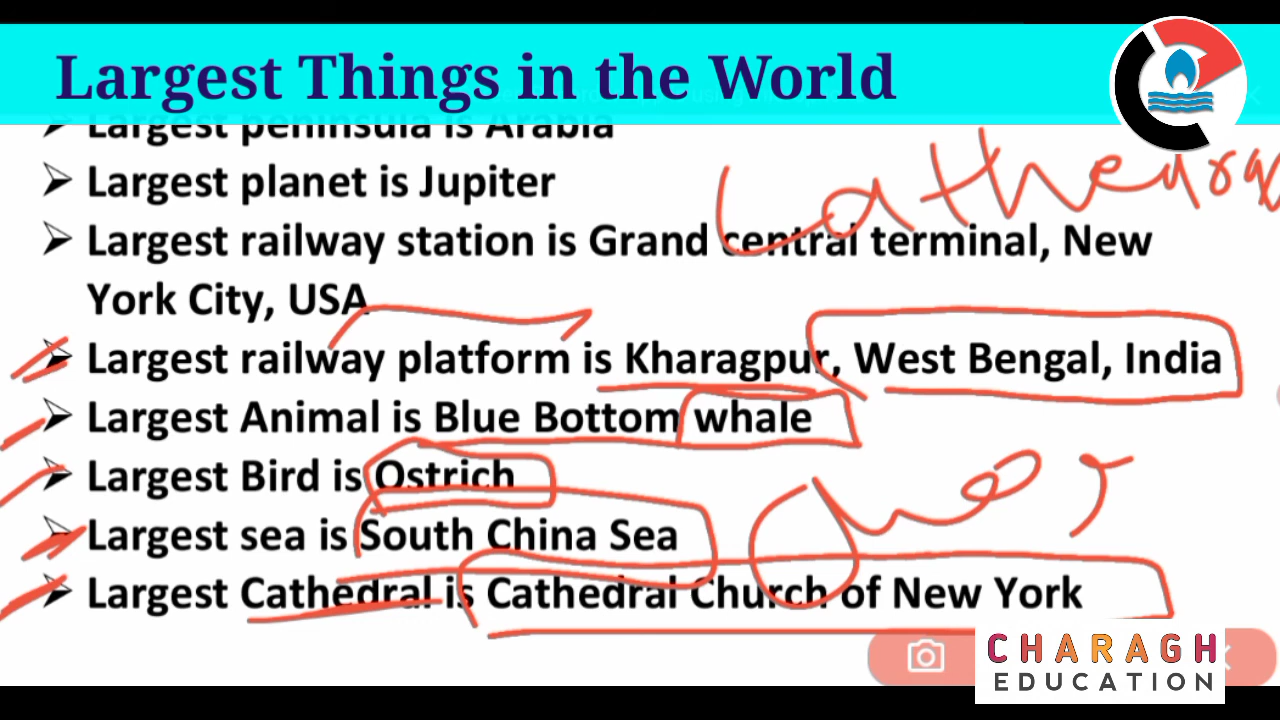 Largest Things in the World
Largest peninsula is Arabia
➢ Largest planet is Jupiter
Cathedra
➢ Largest railway station is Grand central terminal, New
York City, USA
➢ Largest railway platform is Kharagpur, West Bengal, India
➢ Largest Animal is Blue Bottom whale
➢ Largest Bird is Ostrich
➢ Largest sea is South China Sea
➢ Largest Cathedral is Cathedral Church of New York
CHARAGH
EDUCATION